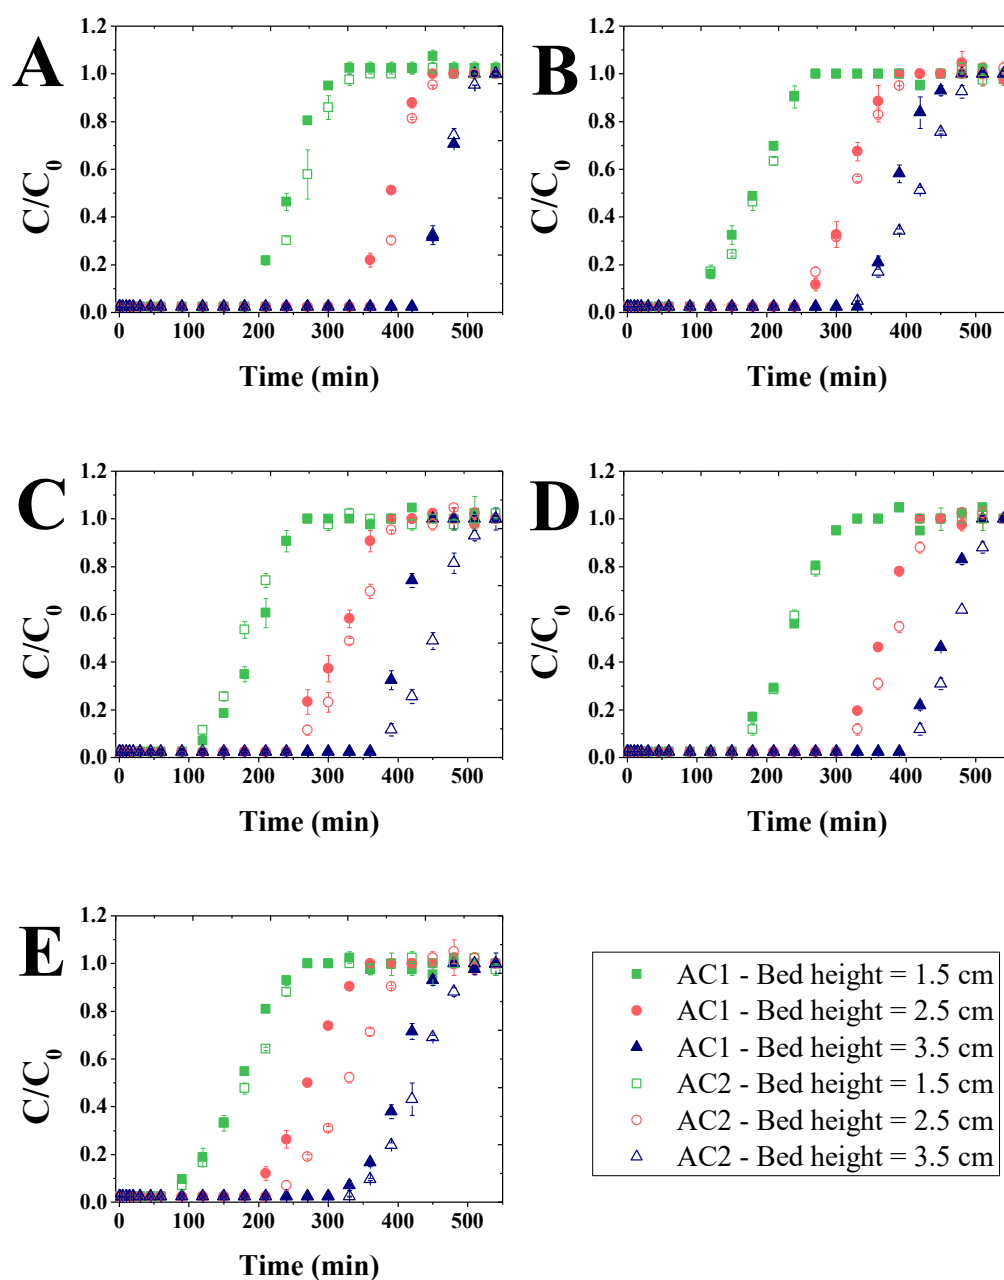 A
C/C0
1.2
1.0
0.8
0.6
0.4
0.2
0.0
0 100 200 300 400 500
Time (min)
B
C/C0
1.2
1.0
0.8
0.6
0.4
0.2
0.0
0 100 200 300 400 500
Time (min)
C
C/C0
1.2
1.0
0.8
0.6
0.4
0.2
0.0
0 100 200 300 400 500
Time (min)
D
C/C0
1.2
1.0
0.8
0.6
0.4
0.2
0.0
0 100 200 300 400 500
Time (min)
E
C/C0
1.2
1.0
0.8
0.6
0.4
0.2
0.0
0 100 200 300 400 500
Time (min)
AC1 - Bed height = 1.5 cm
AC1 - Bed height = 2.5 cm
AC1 - Bed height = 3.5 cm
AC2 - Bed height = 1.5 cm
AC2 - Bed height = 2.5 cm
AC2 - Bed height = 3.5 cm